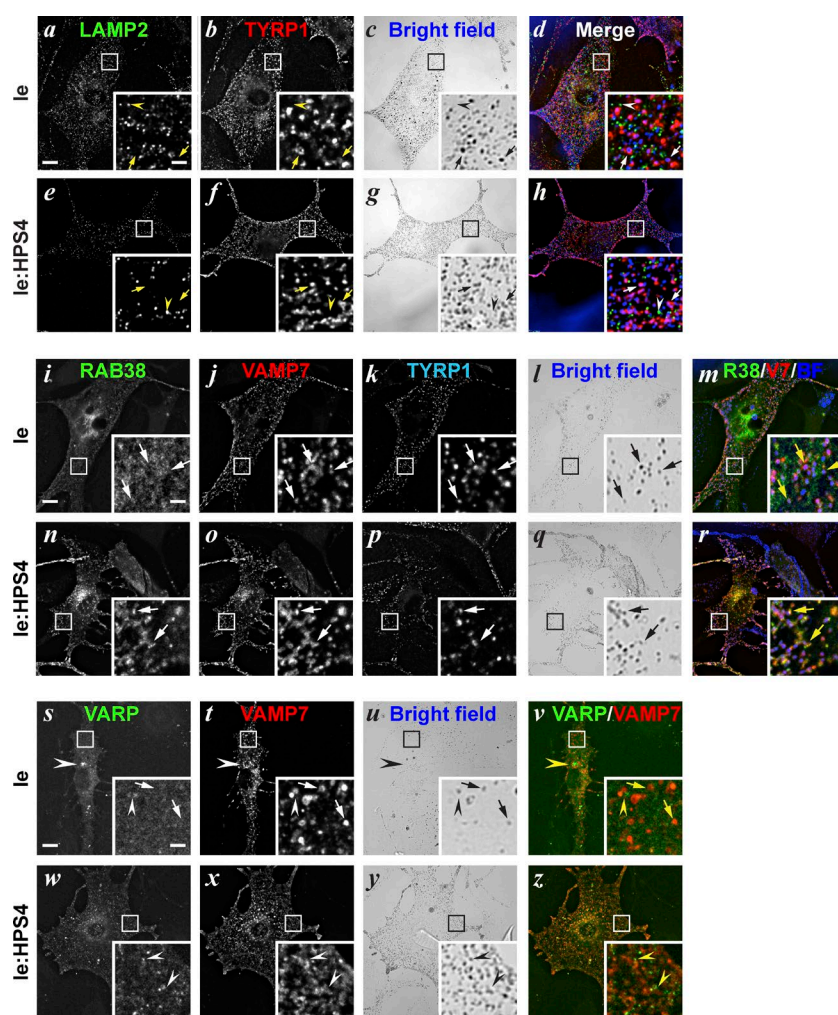 a LAMP2 b TYRP1 c Bright field d Merge
le
e f g h
le:HPS4
i RAB38 j VAMP7 k TYRP1 l Bright field m R38/V7/BF
le
n o p q r
le:HPS4
s VARP t VAMP7 u Bright field v VARP/VAMP7
le
w x y z
le:HPS4